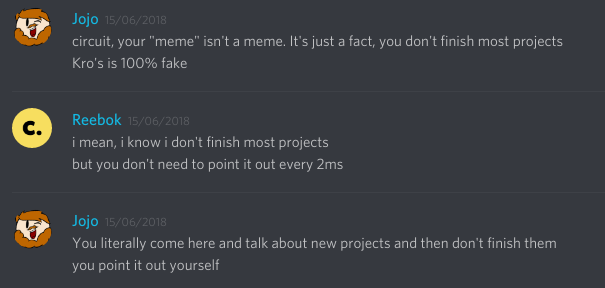 Jojo 15/06/2018
circuit, your "meme" isn't a meme. It's just a fact, you don't finish most projects
Kro's is 100% fake
c.
Reebok 15/06/2018
i mean, i know i don't finish most projects
but you don't need to point it out every 2ms
Jojo 15/06/2018
You literally come here and talk about new projects and then don't finish them
you point it out yourself